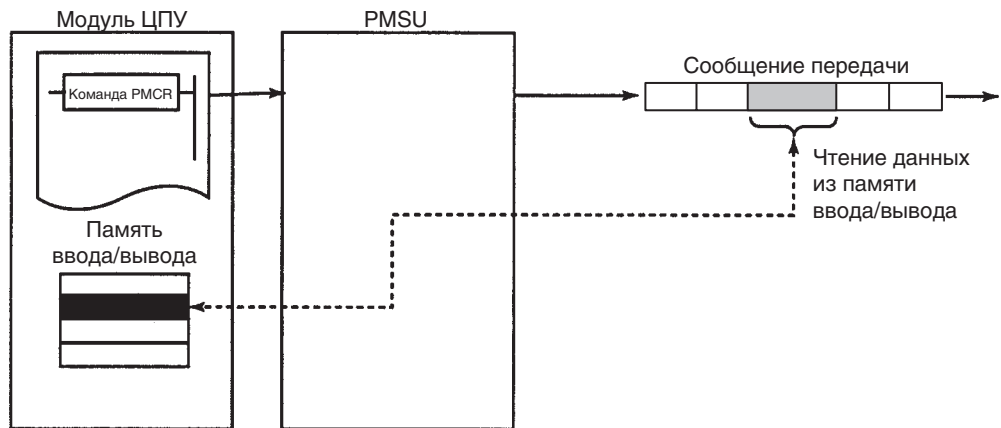 Модуль ЦПУ
PMSU
Команда PMCR
Сообщение передачи
Чтение данных
из памяти
ввода/вывода
Память
ввода/вывода